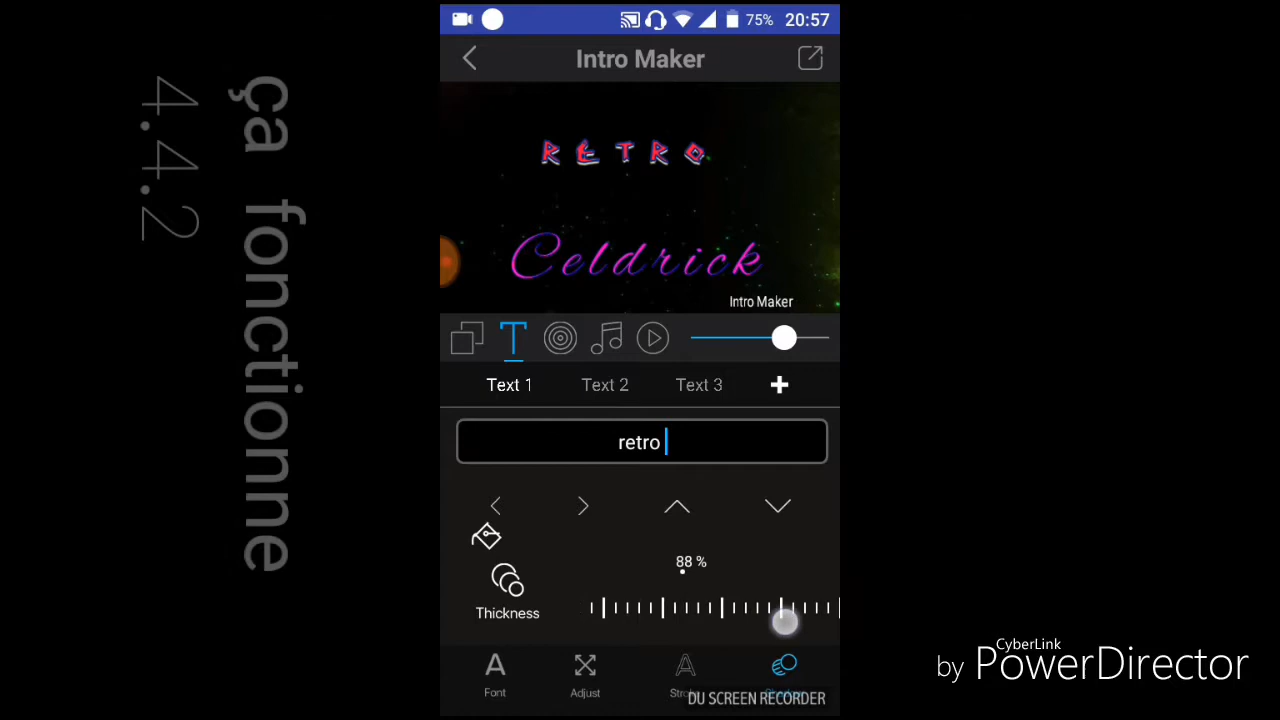 ça fonctionne
4.4.2
75% 20:57
Intro Maker
RETRO
Celdrick
Intro Maker
Text 1 Text 2 Text 3
retro
88 %
Thickness
Font Adjust
DU SCREEN RECORDER
CyberLink
by PowerDirector